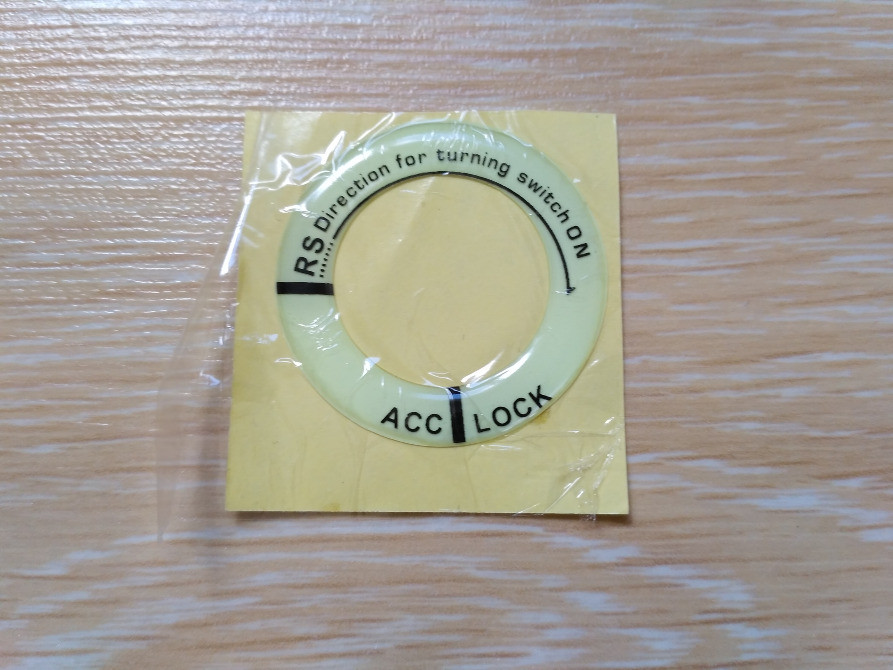 RS Direction for turning switch ON
ACC LOCK